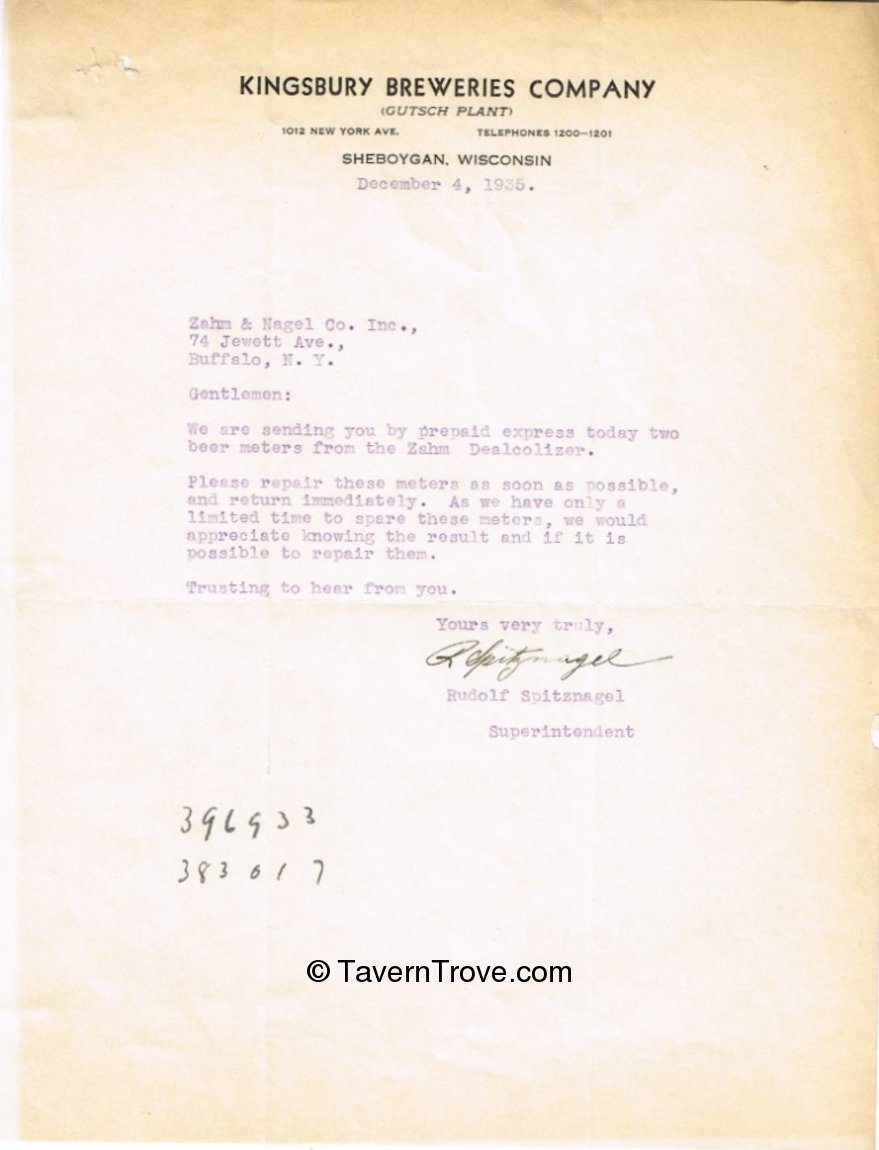 KINGSBURY BREWERIES COMPANY
(GUTSCH PLANT)
1012 NEW YORK AVE. TELEPHONES 1200-1201
SHEBOYGAN, WISCONSIN
December 4, 1935.
Zahm & Nagel Co. Inc.,
74 Jewett Ave.,
Buffalo, N. Y.
Gentlemen:
We are sending you by prepaid express today two
beer meters from the Zahm Dealcolizer.
Please repair these meters as soon as possible,
and return immediately. As we have only a
limited time to spare these meters, we would
appreciate knowing the result and if it is
possible to repair them.
Trusting to hear from you.
Yours very truly,
R Spitznagel
Rudolf Spitznagel
Superintendent
396933
383017
© TavernTrove.com